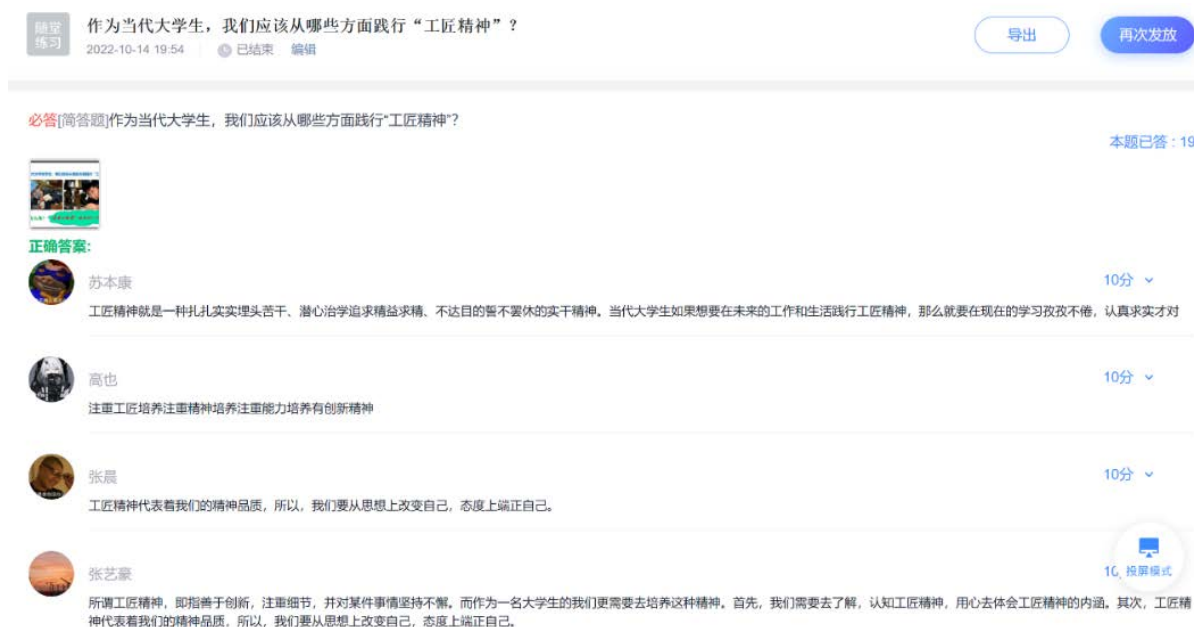 随堂
练习
作为当代大学生，我们应该从哪些方面践行“工匠精神”？
2022-10-14 19:54 已结束 编辑
导出
再次发放
必答[简答题]作为当代大学生，我们应该从哪些方面践行“工匠精神”？
本题已答：19
正确答案:
苏本康
10分
工匠精神就是一种扎扎实实埋头苦干、潜心治学追求精益求精、不达目的誓不罢休的实干精神。当代大学生如果想要在未来的工作和生活践行工匠精神，那么就要在现在的学习孜孜不倦，认真求实才对
高也
10分
注重工匠培养注重精神培养注重能力培养有创新精神
张晨
10分
工匠精神代表着我们的精神品质，所以，我们要从思想上改变自己，态度上端正自己。
张艺豪
10
投屏模式
所谓工匠精神，即指善于创新，注重细节，并对某件事情坚持不懈。而作为一名大学生的我们更需要去培养这种精神。首先，我们需要去了解，认知工匠精神，用心去体会工匠精神的内涵。其次，工匠精
神代表着我们的精神品质，所以，我们要从思想上改变自己，态度上端正自己。